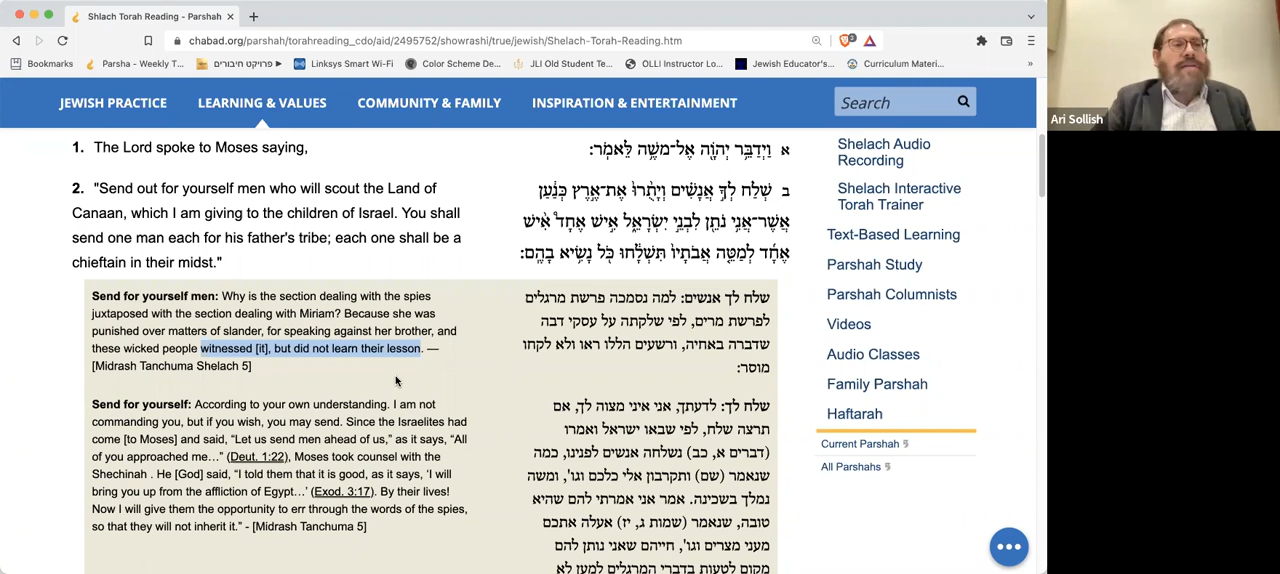 Shlach Torah Reading - Parshah
chabad.org/parshah/torahreading_cdo/aid/2495752/showrashi/true/jewish/Shelach-Torah-Reading.htm
Bookmarks Parsha - Weekly T... פרויקט חיבורים Linksys Smart Wi-Fi Color Scheme De... JLI Old Student Te... OLLI Instructor Lo... Jewish Educator's... Curriculum Materi... »
JEWISH PRACTICE LEARNING & VALUES COMMUNITY & FAMILY INSPIRATION & ENTERTAINMENT Search
Ari Sollish
1. The Lord spoke to Moses saying,
2. "Send out for yourself men who will scout the Land of
Canaan, which I am giving to the children of Israel. You shall
send one man each for his father's tribe; each one shall be a
chieftain in their midst."
א וַיְדַבֵּ֥ר יְהֹוָ֖ה אֶל־משֶׁ֥ה לֵּאמֹֽר:
ב שְׁלַח־לְךָ֣ אֲנָשִׁ֗ים וְיָתֻ֨רוּ֙ אֶת־אֶ֣רֶץ כְּנַ֔עַן
אֲשֶׁר־אֲנִ֥י נֹתֵ֖ן לִבְנֵ֣י יִשְׂרָאֵ֑ל אִ֣ישׁ אֶחָד֩ אִ֨ישׁ
אֶחָ֜ד לְמַטֵּ֤ה אֲבֹתָיו֙ תִּשְׁלָ֔חוּ כֹּ֖ל נָשִׂ֥יא בָהֶֽם:
Send for yourself men: Why is the section dealing with the spies
juxtaposed with the section dealing with Miriam? Because she was
punished over matters of slander, for speaking against her brother, and
these wicked people witnessed [it], but did not learn their lesson. —
[Midrash Tanchuma Shelach 5]
שלח לך אנשים: למה נסמכה פרשת מרגלים
לפרשת מרים, לפי שלקתה על עסקי דבה
שדברה באחיה, ורשעים הללו ראו ולא לקחו
מוסר:
Send for yourself: According to your own understanding. I am not
commanding you, but if you wish, you may send. Since the Israelites had
come [to Moses] and said, “Let us send men ahead of us,” as it says, “All
of you approached me…” (Deut. 1:22), Moses took counsel with the
Shechinah . He [God] said, “I told them that it is good, as it says, ‘I will
bring you up from the affliction of Egypt…’ (Exod. 3:17). By their lives!
Now I will give them the opportunity to err through the words of the spies,
so that they will not inherit it.” - [Midrash Tanchuma 5]
שלח לך: לדעתך, אני איני מצוה לך, אם
תרצה שלח, לפי שבאו ישראל ואמרו
(דברים א, כב) נשלחה אנשים לפנינו, כמה
שנאמר (שם) ותקרבון אלי כלכם וגו', ומשה
נמלך בשכינה. אמר אני אמרתי להם שהיא
טובה, שנאמר (שמות ג, יז) אעלה אתכם
מעני מצרים וגו', חייהם שאני נותן להם
מקום לטעות בדברי המרגלים למען לא
Shelach Audio
Recording
Shelach Interactive
Torah Trainer
Text-Based Learning
Parshah Study
Parshah Columnists
Videos
Audio Classes
Family Parshah
Haftarah
Current Parshah
All Parshahs